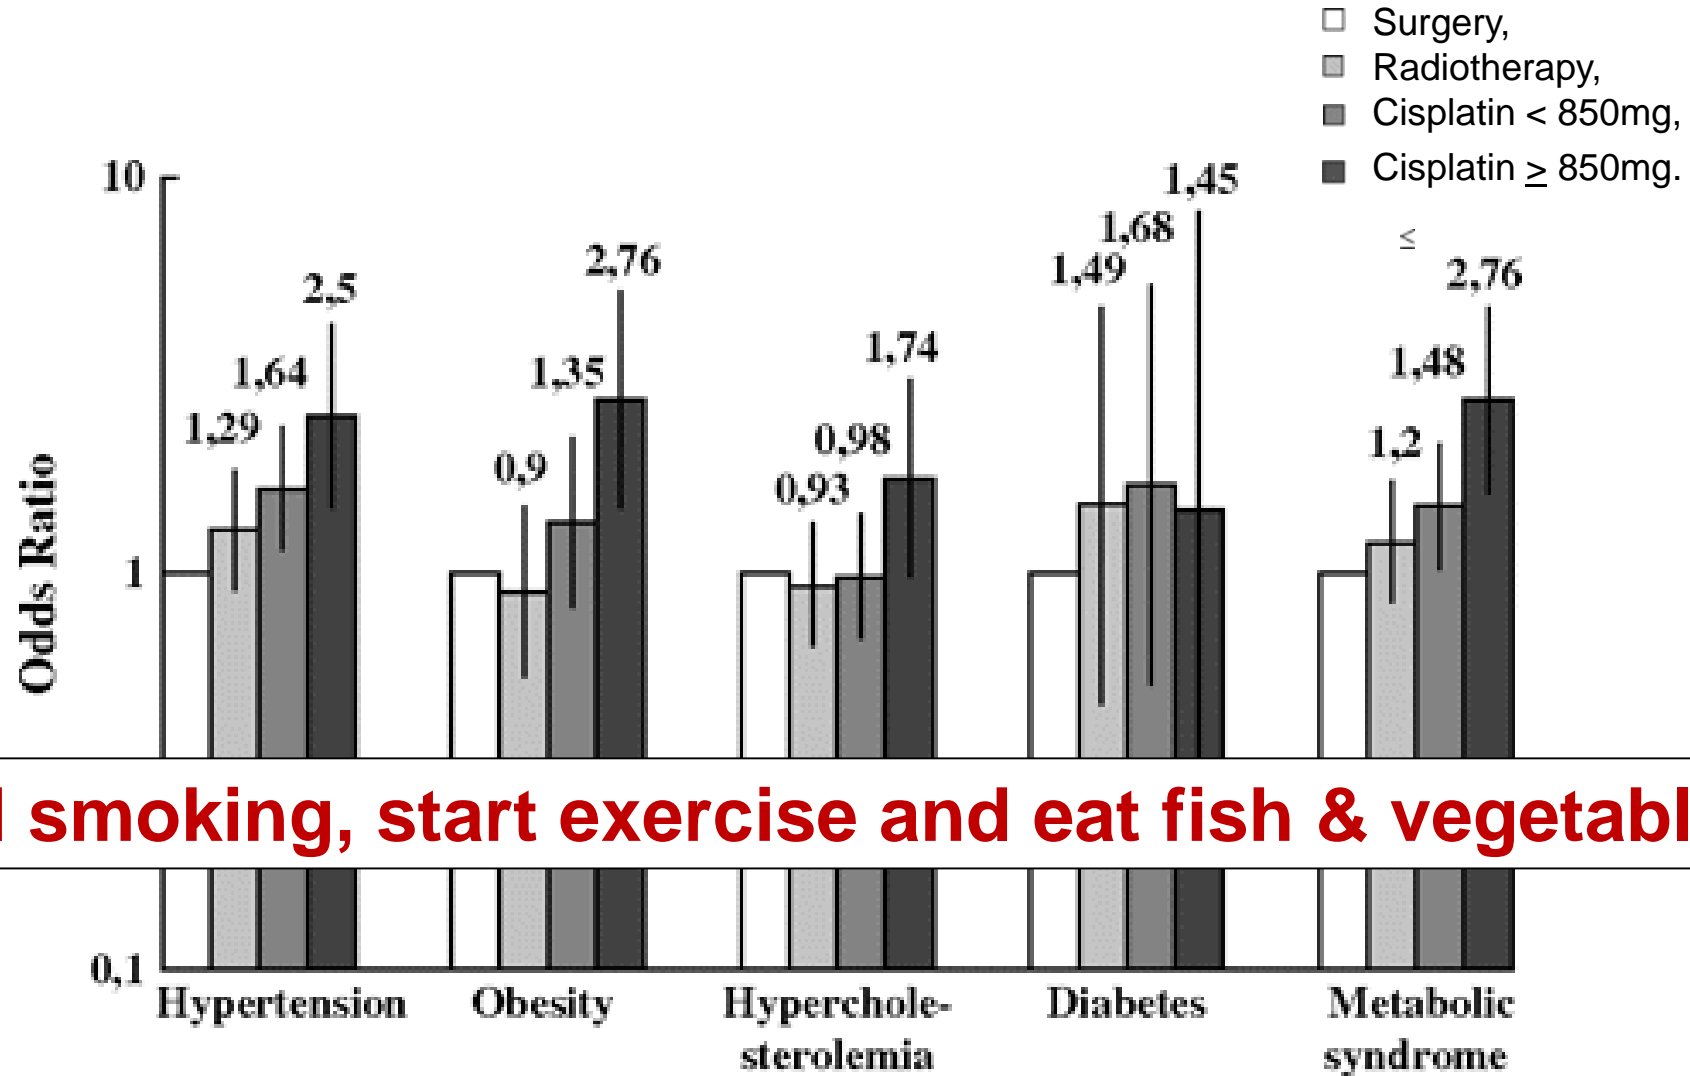 Surgery,
Radiotherapy,
Cisplatin < 850mg,
Cisplatin ≥ 850mg.
≤
10
1
0,1
Odds Ratio
1,29
1,64
2,5
0,9
1,35
2,76
0,93
0,98
1,74
1,49
1,68
1,45
1,2
1,48
2,76
smoking, start exercise and eat fish & vegetabl
Hypertension
Obesity
Hyperchole-
sterolemia
Diabetes
Metabolic
syndrome